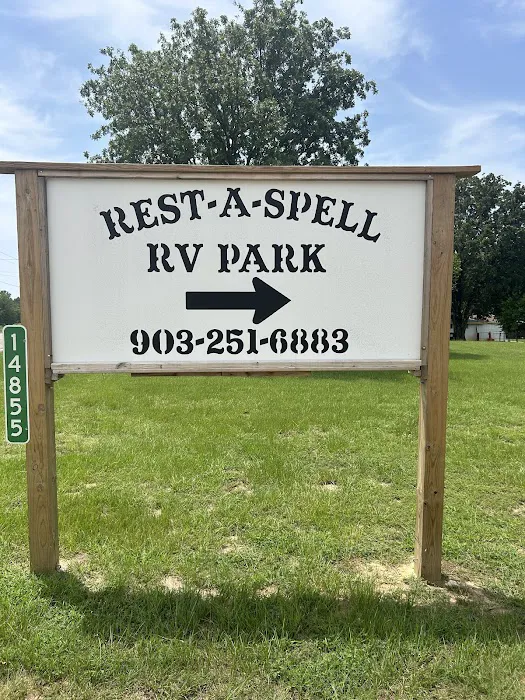 REST-A-SPELL
RV PARK
903-251-6883
14855